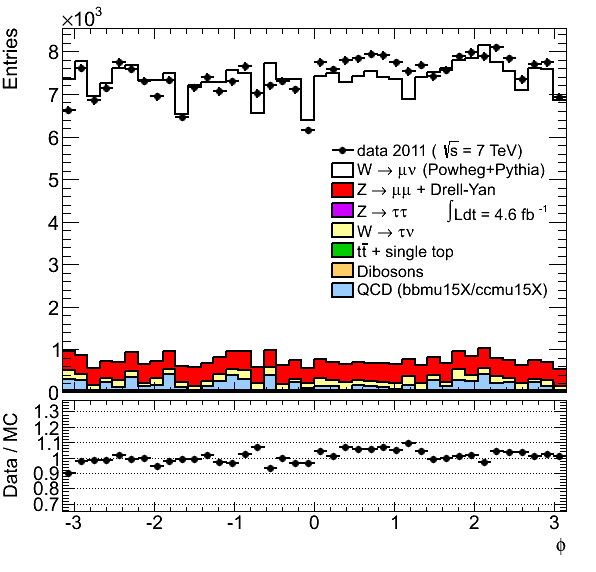 ×10³
Entries
8
7
6
5
4
3
2
1
0
data 2011 ( √s = 7 TeV)
W → μν (Powheg+Pythia)
Z → μμ + Drell-Yan
Z → ττ
∫Ldt = 4.6 fb⁻¹
W → τν
tt̅ + single top
Dibosons
QCD (bbmu15X/ccmu15X)
Data / MC
1.3
1.2
1.1
1
0.9
0.8
0.7
-3 -2 -1 0 1 2 3
ϕ